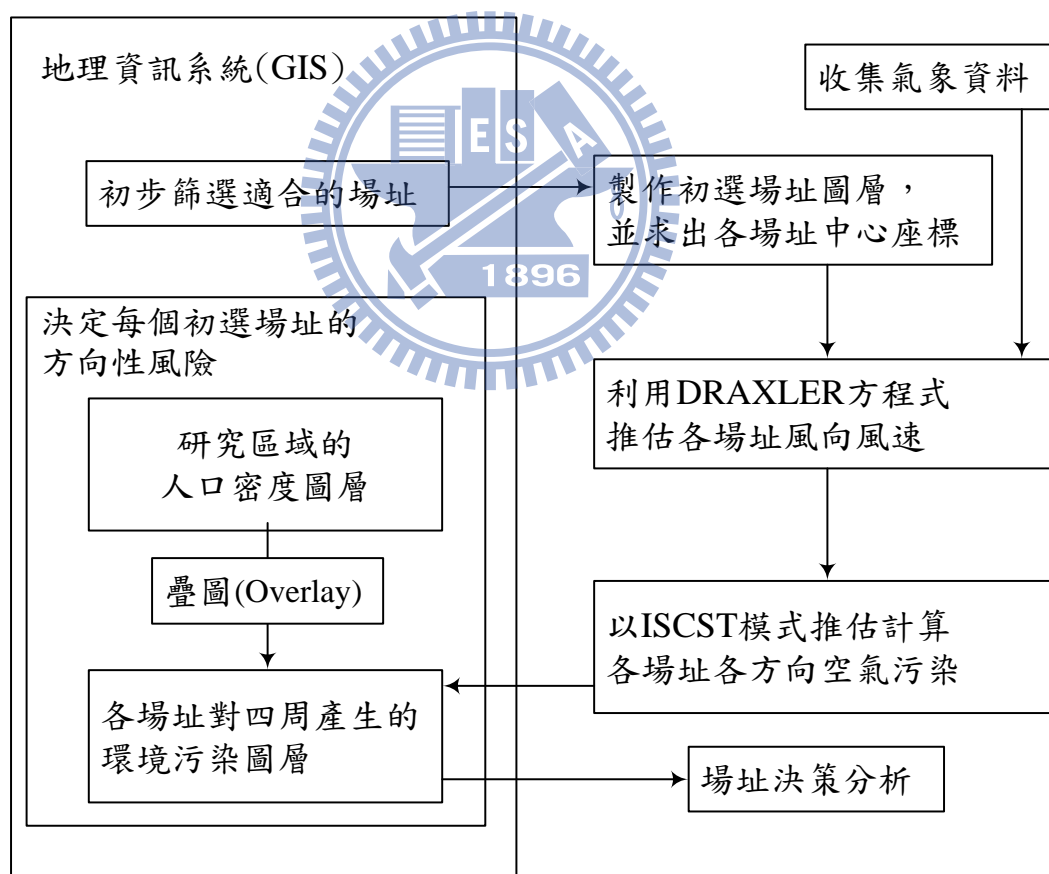 地理資訊系統(GIS)
收集氣象資料
E S A
初步篩選適合的場址
製作初選場址圖層，
並求出各場址中心座標
1896
決定每個初選場址的
方向性風險
利用DRAXLER方程式
推估各場址風向風速
研究區域的
人口密度圖層
疊圖(Overlay)
以ISCST模式推估計算
各場址各方向空氣污染
各場址對四周產生的
環境污染圖層
場址決策分析